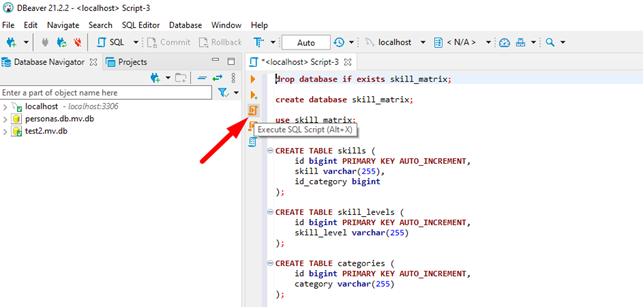 DBeaver 21.2.2 - <localhost> Script-3
File Edit Navigate Search SQL Editor Database Window Help
SQL Commit Rollback T Auto localhost < N/A >
Database Navigator Projects
*<localhost> Script-3
Enter a part of object name here
localhost - localhost:3306
personas.db.mv.db
test2.mv.db
drop database if exists skill_matrix;
create database skill_matrix;
use skill_matrix;
Execute SQL Script (Alt+X)
CREATE TABLE skills (
id bigint PRIMARY KEY AUTO_INCREMENT,
skill varchar(255),
id_category bigint
);
CREATE TABLE skill_levels (
id bigint PRIMARY KEY AUTO_INCREMENT,
skill_level varchar(255)
);
CREATE TABLE categories (
id bigint PRIMARY KEY AUTO_INCREMENT,
category varchar(255)
);